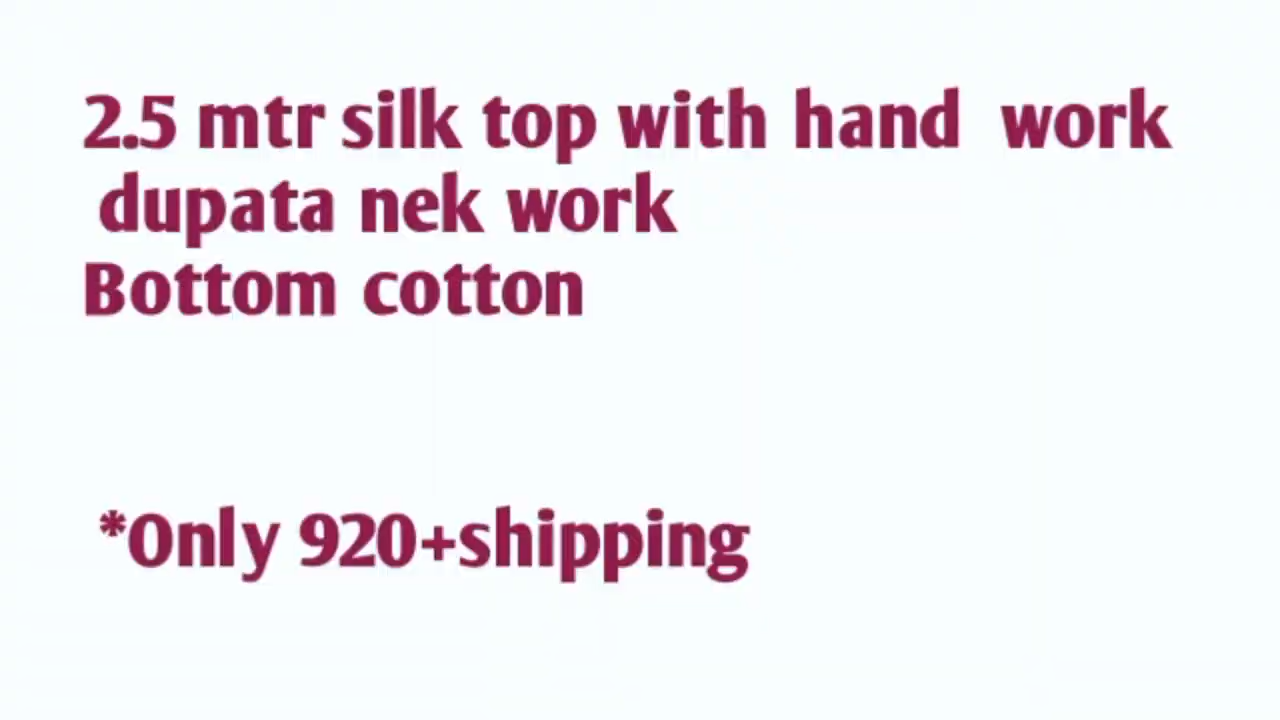 2.5 mtr silk top with hand work
dupata nek work
Bottom cotton
*Only 920+shipping